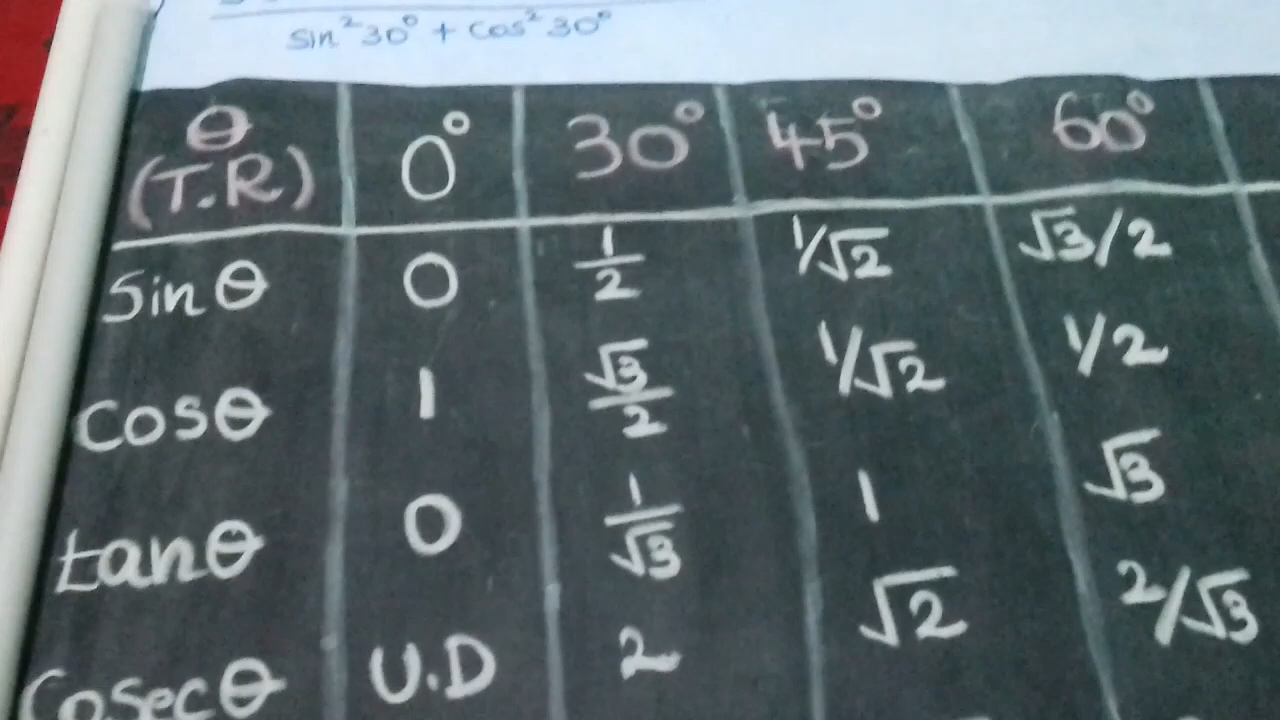 sin²30° + cos²30°
θ 0° 30° 45° 60°
(T.R)
Sinθ 0 1/2 1/√2 √3/2
Cosθ 1 √3/2 1/√2 1/2
tanθ 0 1/√3 1 √3
Cosecθ U.D 2 √2 2/√3